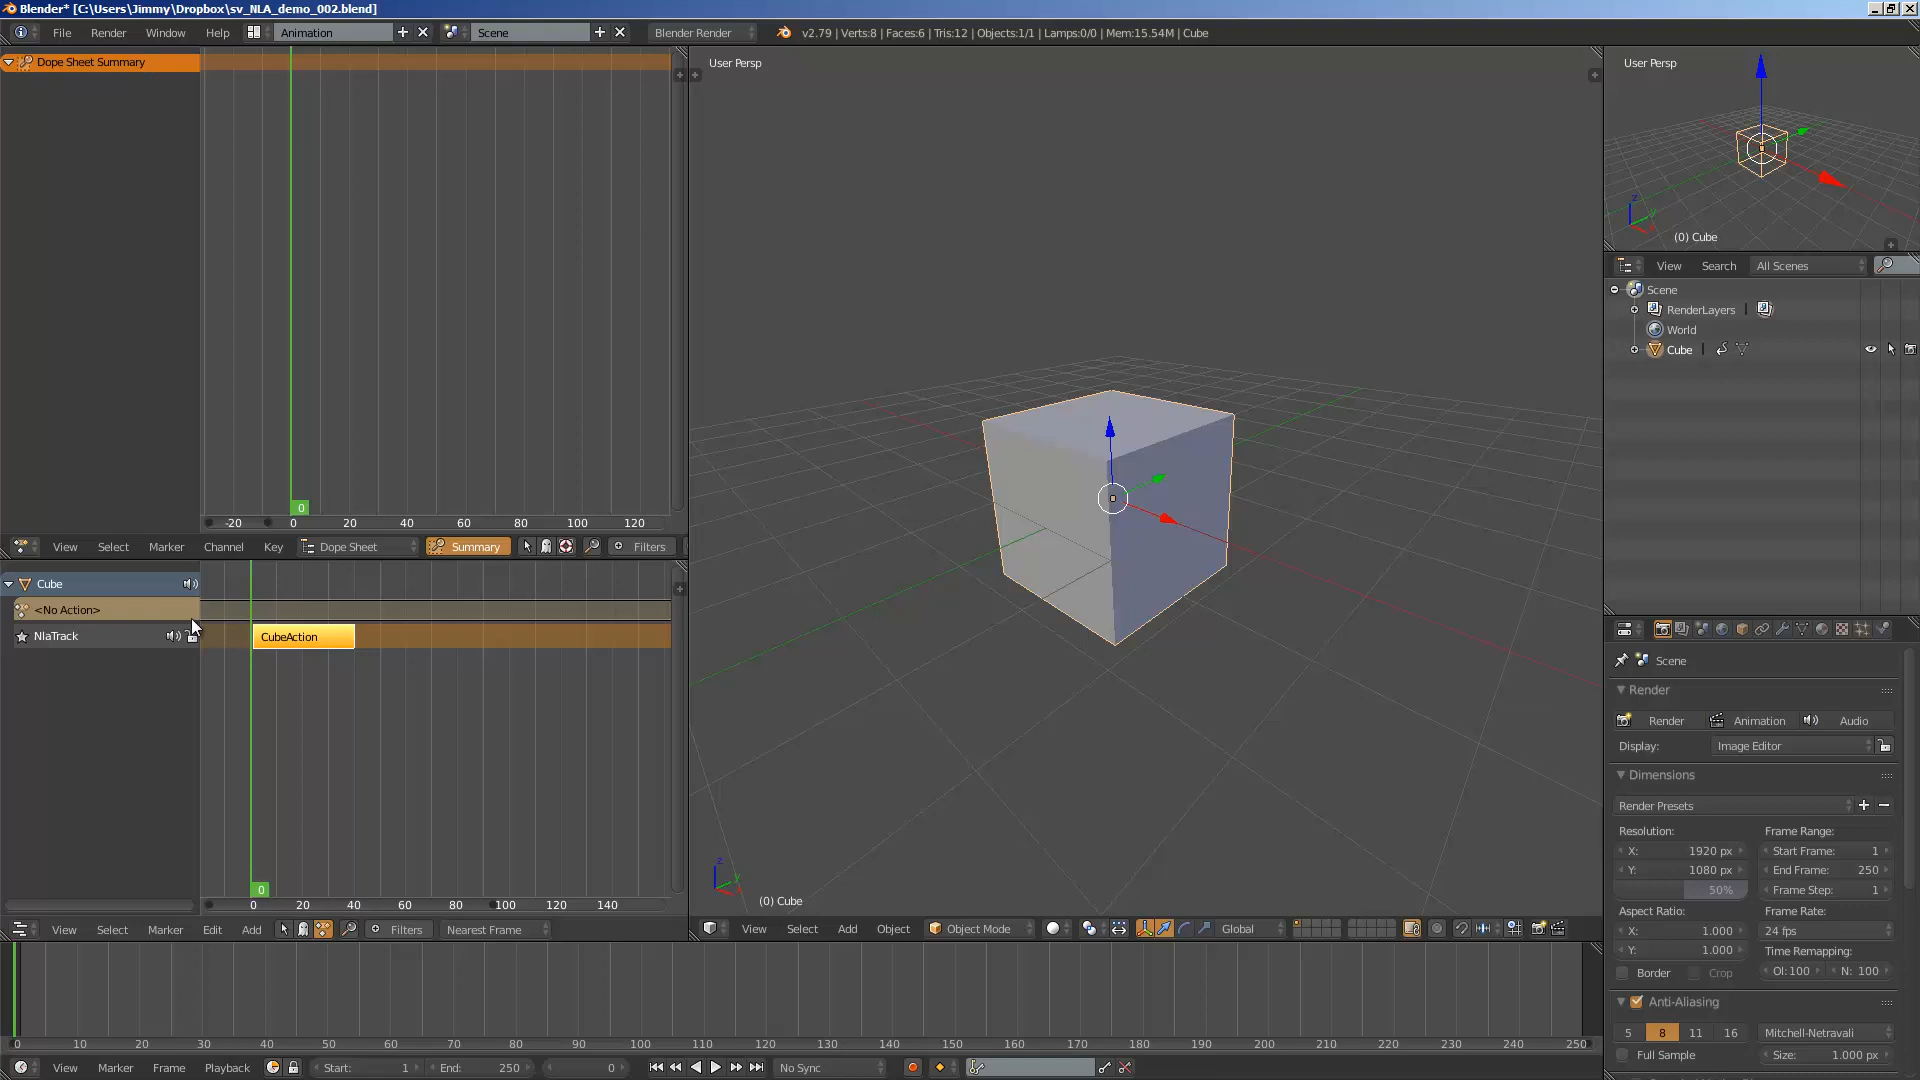 Blender* [C:\Users\Jimmy\Dropbox\sv_NLA_demo_002.blend]
File Render Window Help Animation Scene Blender Render v2.79 | Verts:8 | Faces:6 | Tris:12 | Objects:1/1 | Lamps:0/0 | Mem:15.54M | Cube
Dope Sheet Summary
0
-20 0 20 40 60 80 100 120
View Select Marker Channel Key Dope Sheet Summary Filters
Cube
<No Action>
NlaTrack CubeAction
0
0 20 40 60 80 100 120 140
View Select Marker Edit Add Filters Nearest Frame
User Persp
z
y
(0) Cube
View Select Add Object Object Mode Global
User Persp
z
y
(0) Cube
View Search All Scenes
Scene
RenderLayers
World
Cube
Scene
Render
Render Animation Audio
Display: Image Editor
Dimensions
Render Presets
Resolution: Frame Range:
X: 1920 px Start Frame: 1
Y: 1080 px End Frame: 250
50% Frame Step: 1
Aspect Ratio: Frame Rate:
X: 1.000 24 fps
Y: 1.000 Time Remapping:
Border Crop Ol:100 N: 100
Anti-Aliasing
5 8 11 16 Mitchell-Netravali
Full Sample Size: 1.000 px
0 10 20 30 40 50 60 70 80 90 100 110 120 130 140 150 160 170 180 190 200 210 220 230 240 250
View Marker Frame Playback Start: 1 End: 250 0 No Sync